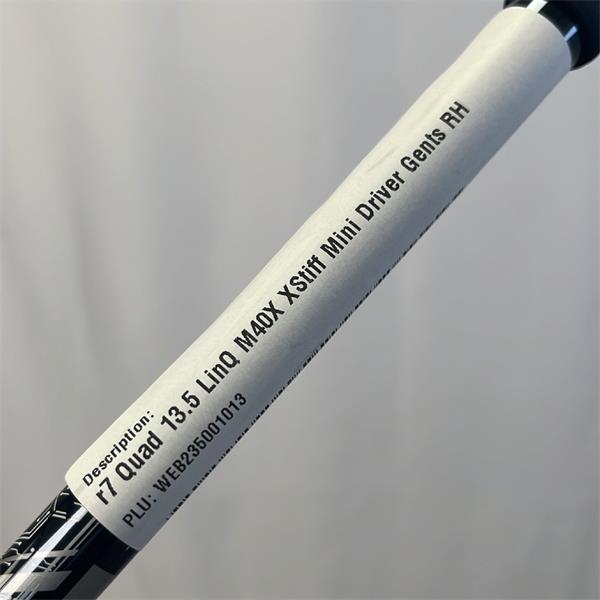 Description:
r7 Quad 13.5 LinQ M40X XStiff Mini Driver Gents RH
PLU: WEB235001013